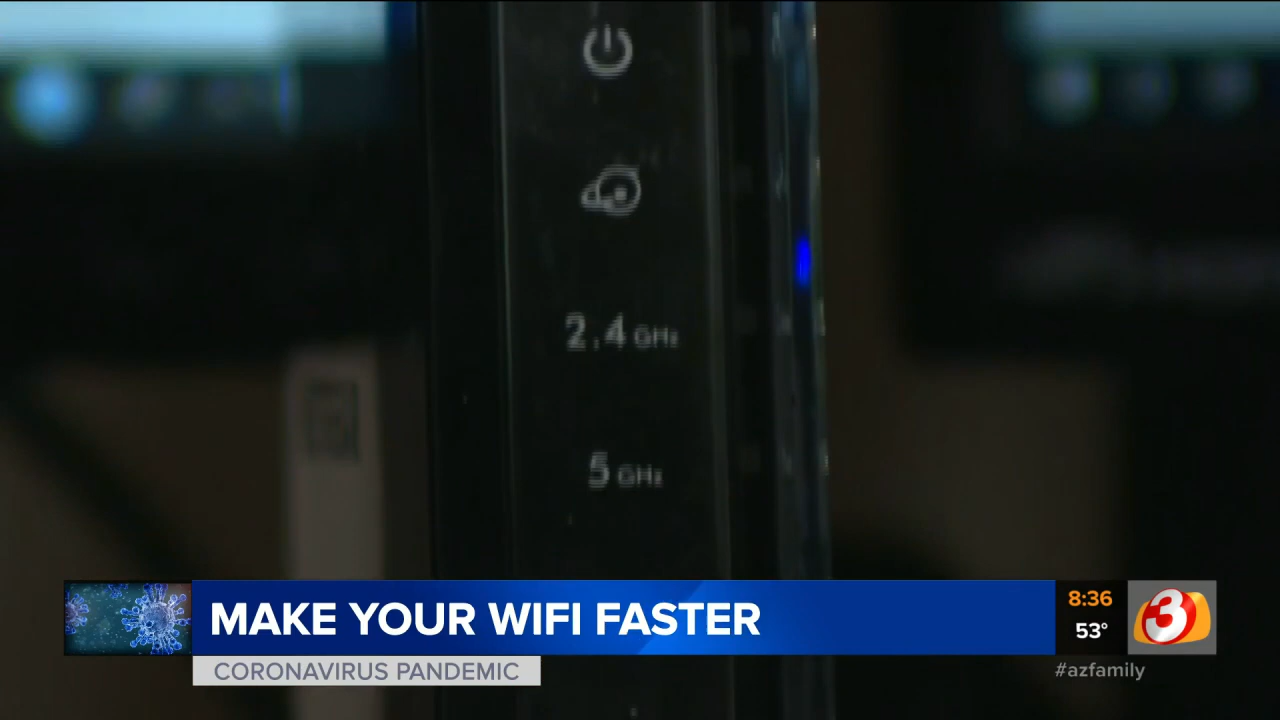 2.4 GHz
5 GHz
MAKE YOUR WIFI FASTER
8:36
53°
3
CORONAVIRUS PANDEMIC
#azfamily